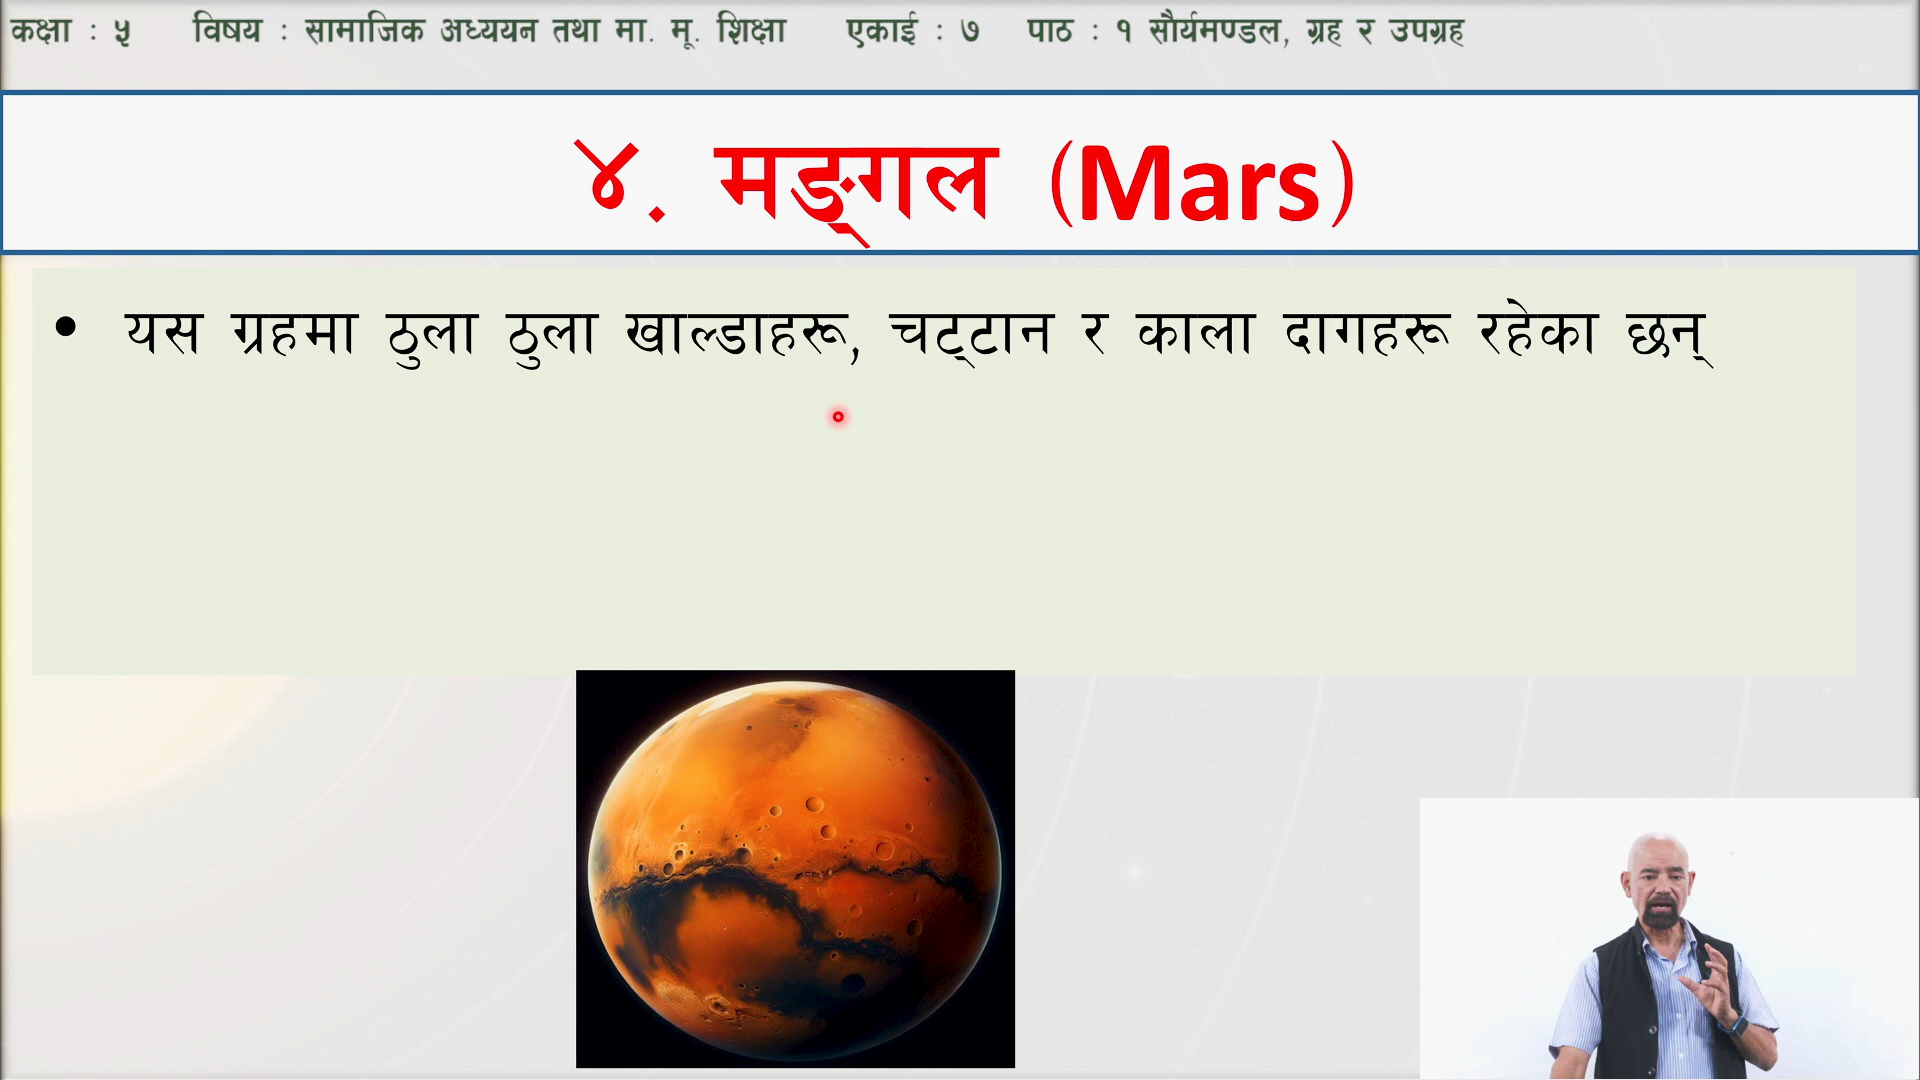 कक्षा : ५ विषय : सामाजिक अध्ययन तथा मा. मू. शिक्षा एकाई : ७ पाठ : १ सौर्यमण्डल, ग्रह र उपग्रह
४. मङ्गल (Mars)
• यस ग्रहमा ठुला ठुला खाल्डाहरू, चट्टान र काला दागहरू रहेका छन्